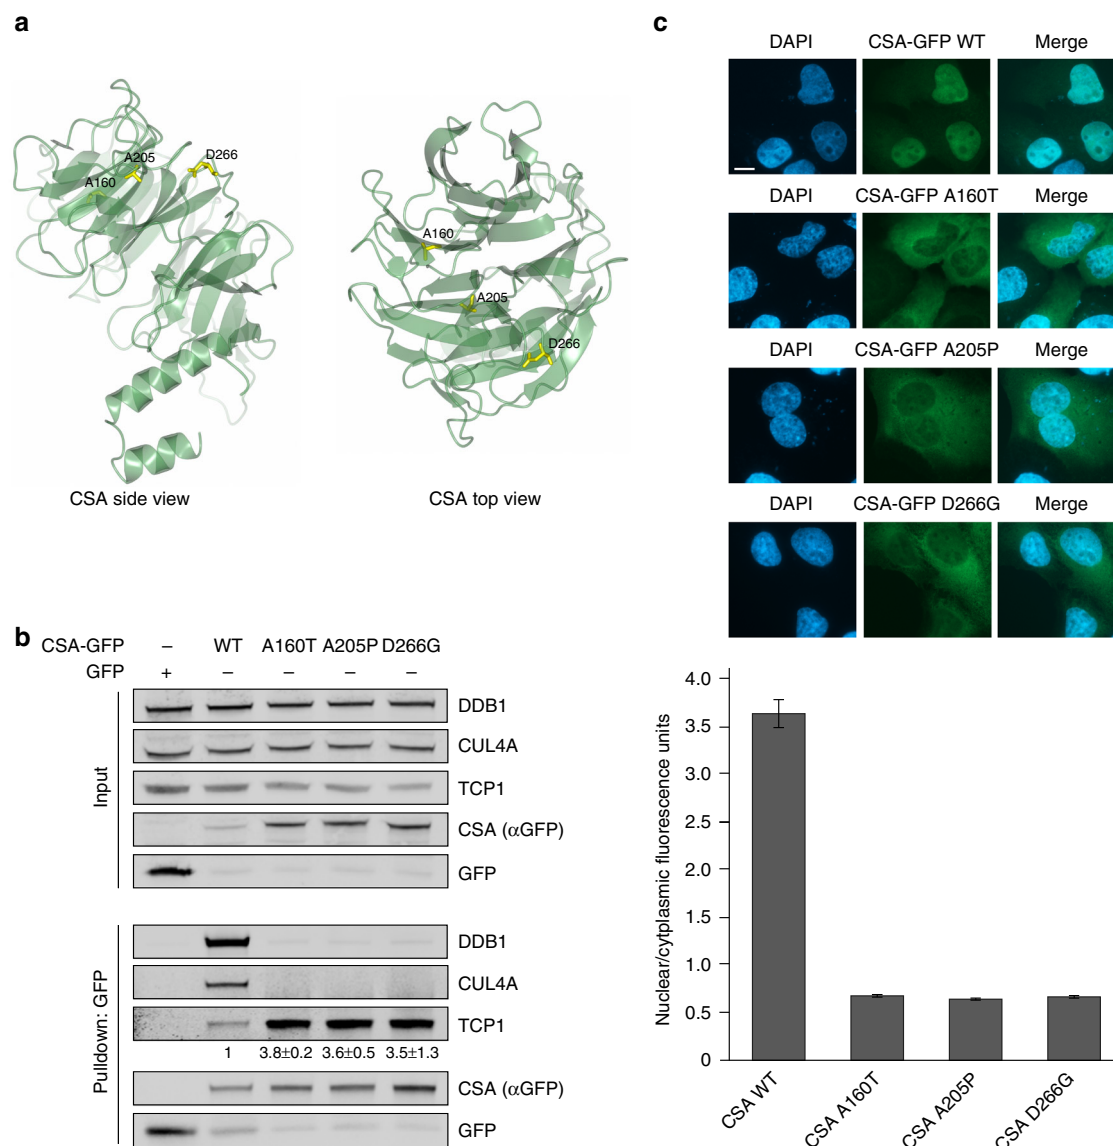 a
A205
D266
A160
CSA side view
A160
A205
D266
CSA top view
b
CSA-GFP – WT A160T A205P D266G
GFP + – – – –
Input
DDB1
CUL4A
TCP1
CSA (αGFP)
GFP
Pulldown: GFP
DDB1
CUL4A
TCP1
1 3.8±0.2 3.6±0.5 3.5±1.3
CSA (αGFP)
GFP
c
DAPI CSA-GFP WT Merge
DAPI CSA-GFP A160T Merge
DAPI CSA-GFP A205P Merge
DAPI CSA-GFP D266G Merge
Nuclear/cytplasmic fluorescence units
4.0
3.5
4.0
2.5
4.0
1.5
1.0
0.5
0
CSA WT
CSA A160T
CSA A205P
CSA D266G